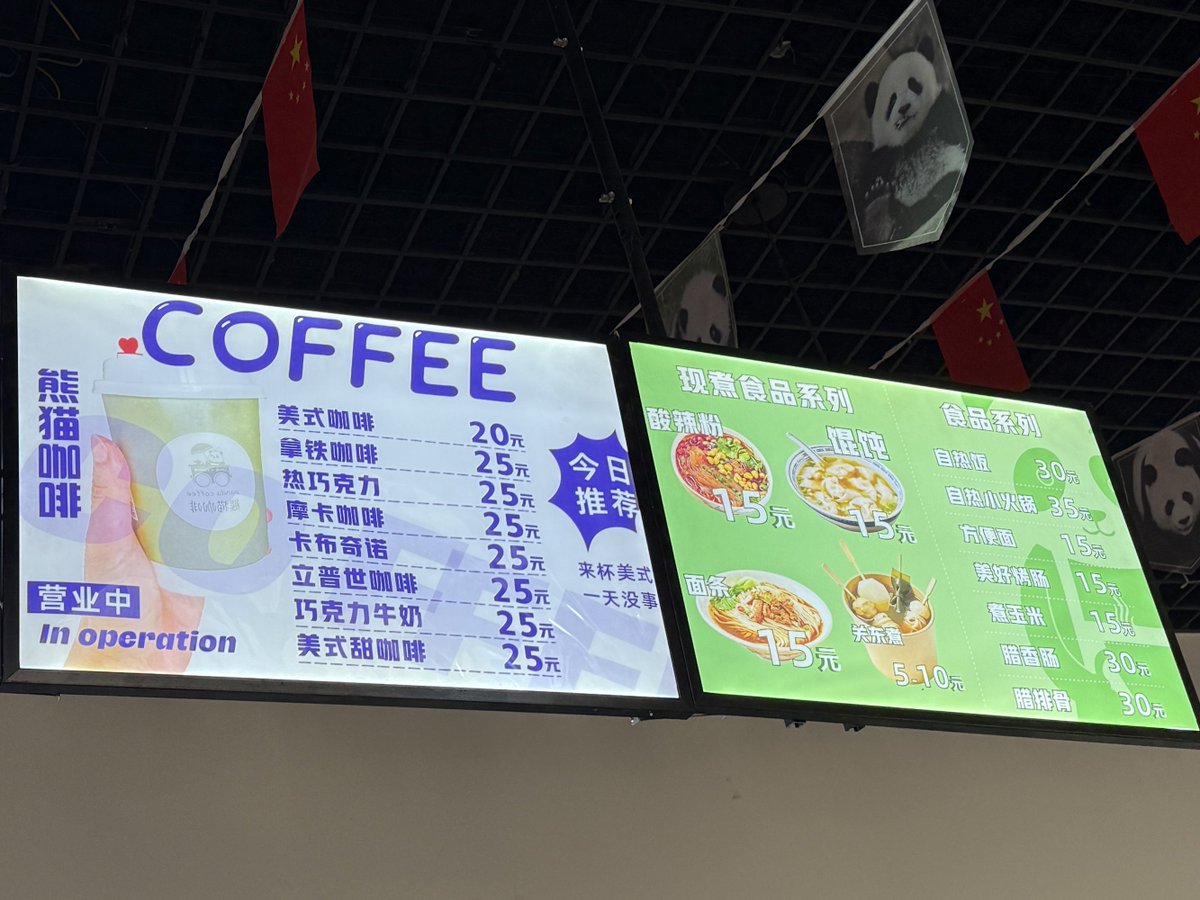 COFFEE
熊猫咖啡
美式咖啡 20元
拿铁咖啡 25元
热巧克力 25元
摩卡咖啡 25元
卡布奇诺 25元
立普世咖啡 25元
巧克力牛奶 25元
美式甜咖啡 25元
今日
推荐
来杯美式
一天没事
营业中
In operation
panda coffee
熊猫咖啡
现煮食品系列
酸辣粉
15元
馄饨
15元
面条
15元
关东煮
5-10元
食品系列
自热饭 30元
自热小火锅 35元
方便面 15元
美好烤肠 15元
煮玉米 15元
腊香肠 30元
腊排骨 30元